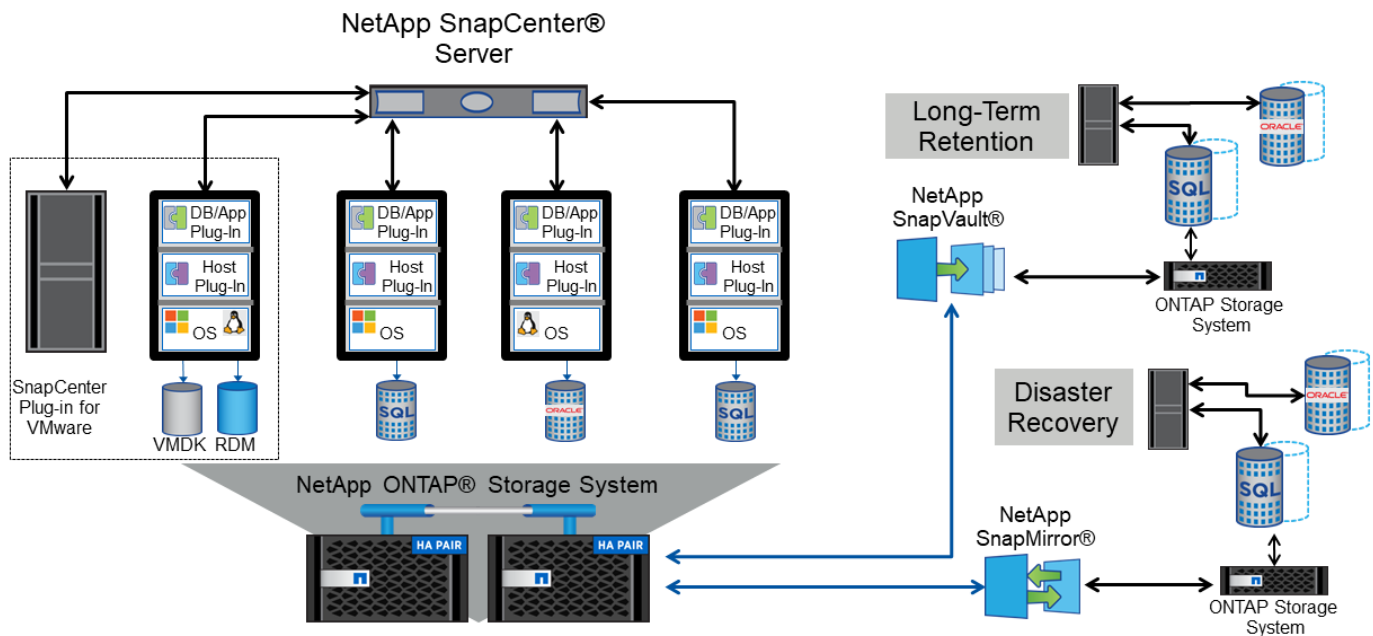 NetApp SnapCenter®
Server
DB/App
Plug-In
Host
Plug-In
OS
DB/App
Plug-In
Host
Plug-In
OS
DB/App
Plug-In
Host
Plug-In
OS
DB/App
Plug-In
Host
Plug-In
OS
SnapCenter
Plug-in for
VMware
VMDK
RDM
SQL
ORACLE
SQL
NetApp ONTAP® Storage System
HA PAIR
HA PAIR
Long-Term
Retention
ORACLE
SQL
NetApp
SnapVault®
ONTAP Storage
System
Disaster
Recovery
ORACLE
SQL
NetApp
SnapMirror®
ONTAP Storage
System